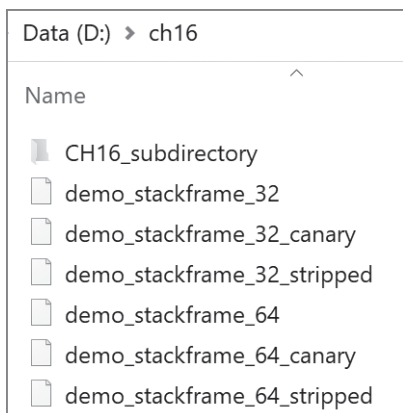 Data (D:) > ch16
Name
CH16_subdirectory
demo_stackframe_32
demo_stackframe_32_canary
demo_stackframe_32_stripped
demo_stackframe_64
demo_stackframe_64_canary
demo_stackframe_64_stripped